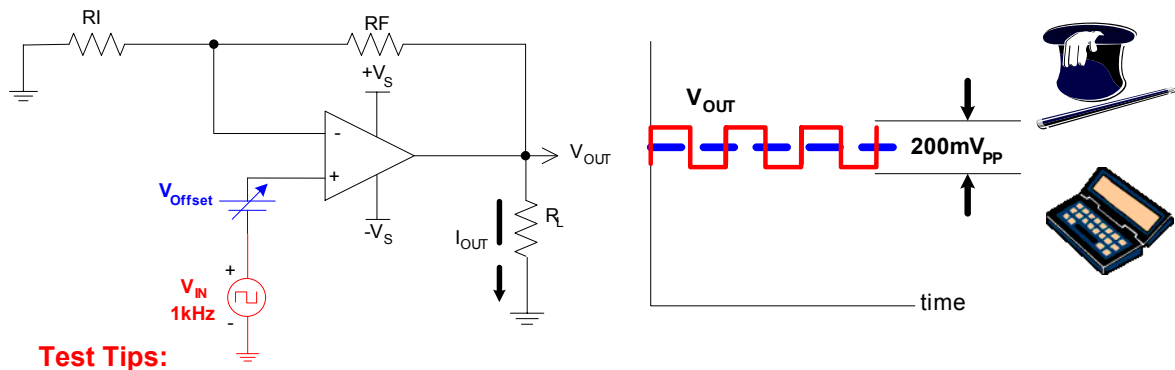 RI
RF
+VS
-
+
VOUT
VOffset
-VS
RL
IOUT
+
VIN
1kHz
-
VOUT
200mVPP
time
Test Tips: